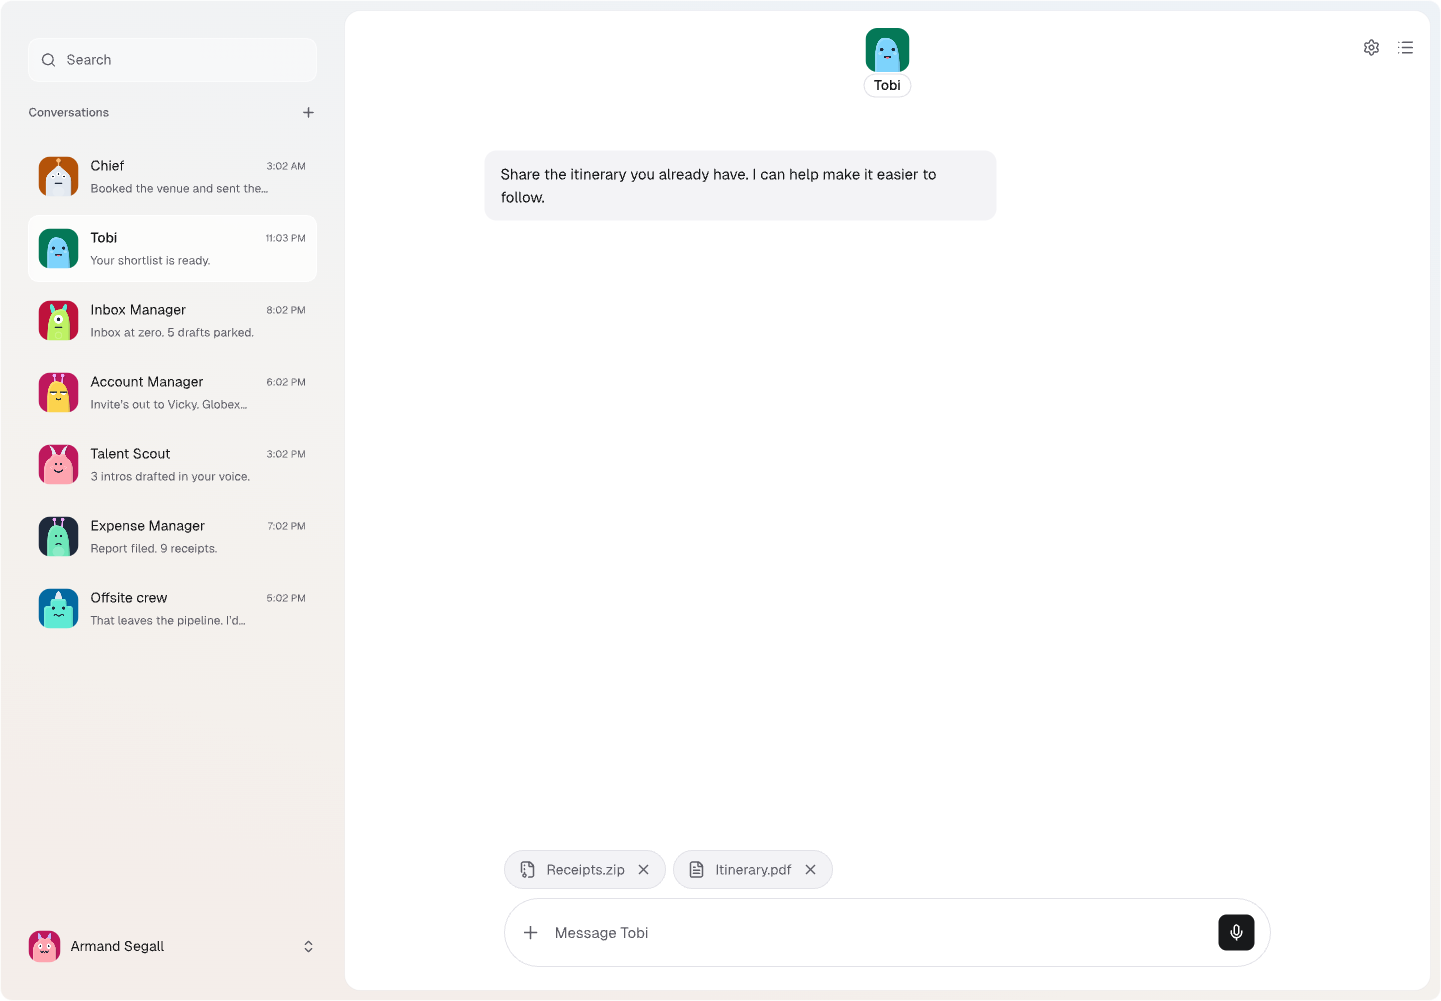 Search
Conversations
Chief
3:02 AM
Booked the venue and sent the…
Tobi
11:03 PM
Your shortlist is ready.
Inbox Manager
8:02 PM
Inbox at zero. 5 drafts parked.
Account Manager
6:02 PM
Invite's out to Vicky. Globex…
Talent Scout
3:02 PM
3 intros drafted in your voice.
Expense Manager
7:02 PM
Report filed. 9 receipts.
Offsite crew
5:02 PM
That leaves the pipeline. I'd…
Armand Segall
Tobi
Share the itinerary you already have. I can help make it easier to
follow.
Receipts.zip
Itinerary.pdf
Message Tobi